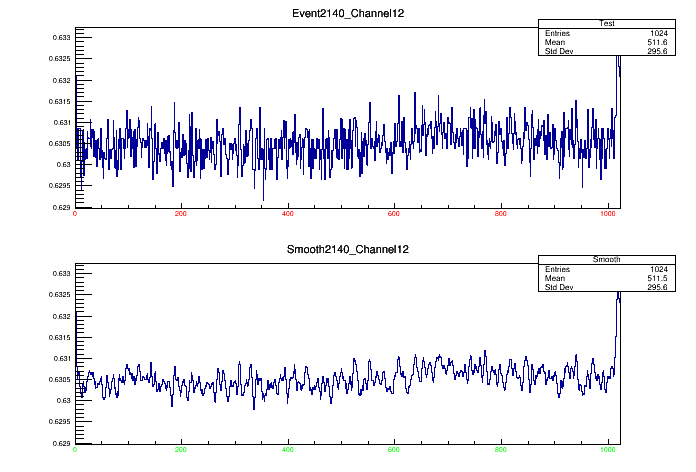 Event2140_Channel12
Test
Entries 1024
Mean 511.6
Std Dev 295.6
0.633
0.6325
0.632
0.6315
0.631
0.6305
0.63
0.6295
0.629
0 200 400 600 800 1000
Smooth2140_Channel12
Smooth
Entries 1024
Mean 511.5
Std Dev 295.6
0.633
0.6325
0.632
0.6315
0.631
0.6305
0.63
0.6295
0.629
0 200 400 600 800 1000